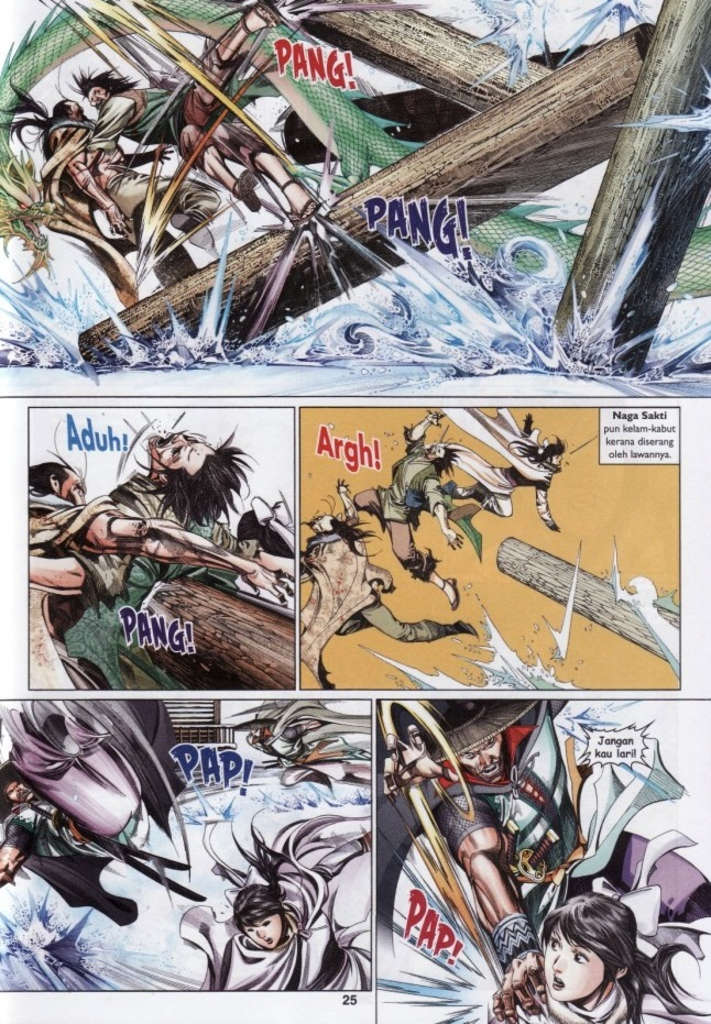 PANG!
PANG!
Aduh!
PANG!
Argh!
Naga Sakti
pun kelam-kabut
kerana diserang
oleh lawannya.
PAP!
Jangan
kau lari!
PAP!
25